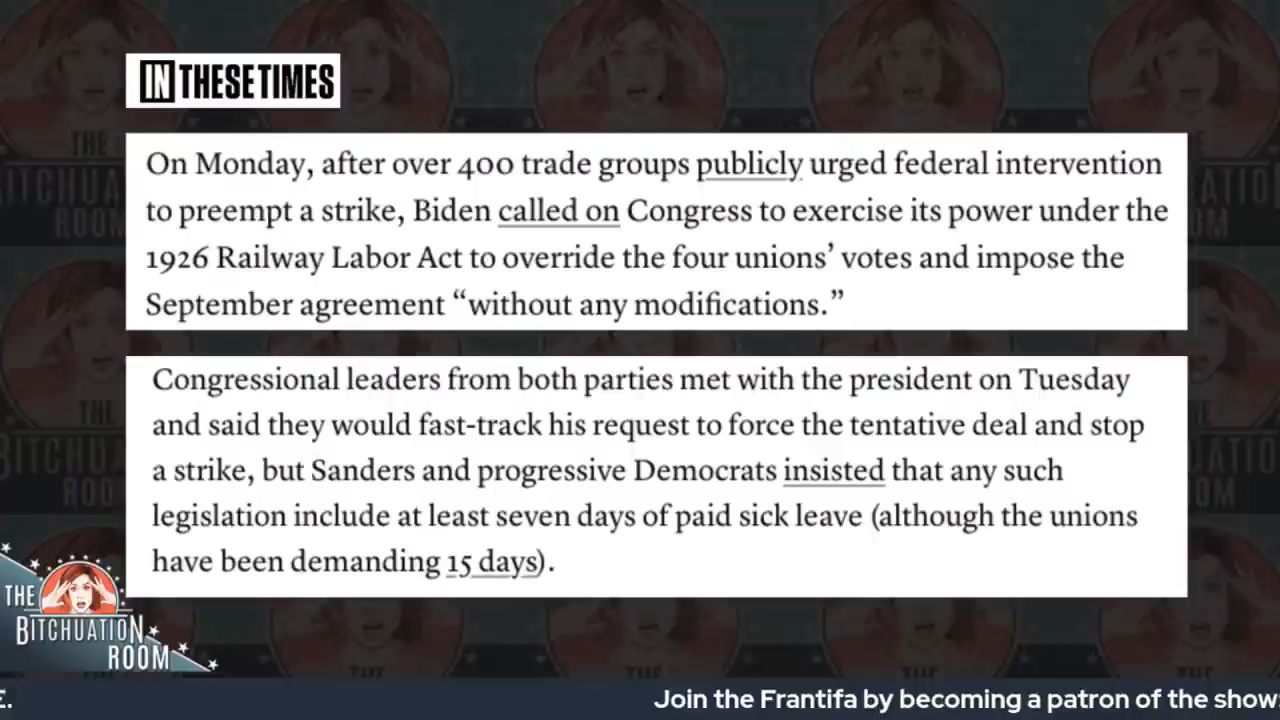 IN THESE TIMES
On Monday, after over 400 trade groups publicly urged federal intervention
to preempt a strike, Biden called on Congress to exercise its power under the
1926 Railway Labor Act to override the four unions’ votes and impose the
September agreement “without any modifications.”
Congressional leaders from both parties met with the president on Tuesday
and said they would fast-track his request to force the tentative deal and stop
a strike, but Sanders and progressive Democrats insisted that any such
legislation include at least seven days of paid sick leave (although the unions
have been demanding 15 days).
THE
BITCHUATION
ROOM
E.
Join the Frantifa by becoming a patron of the show: